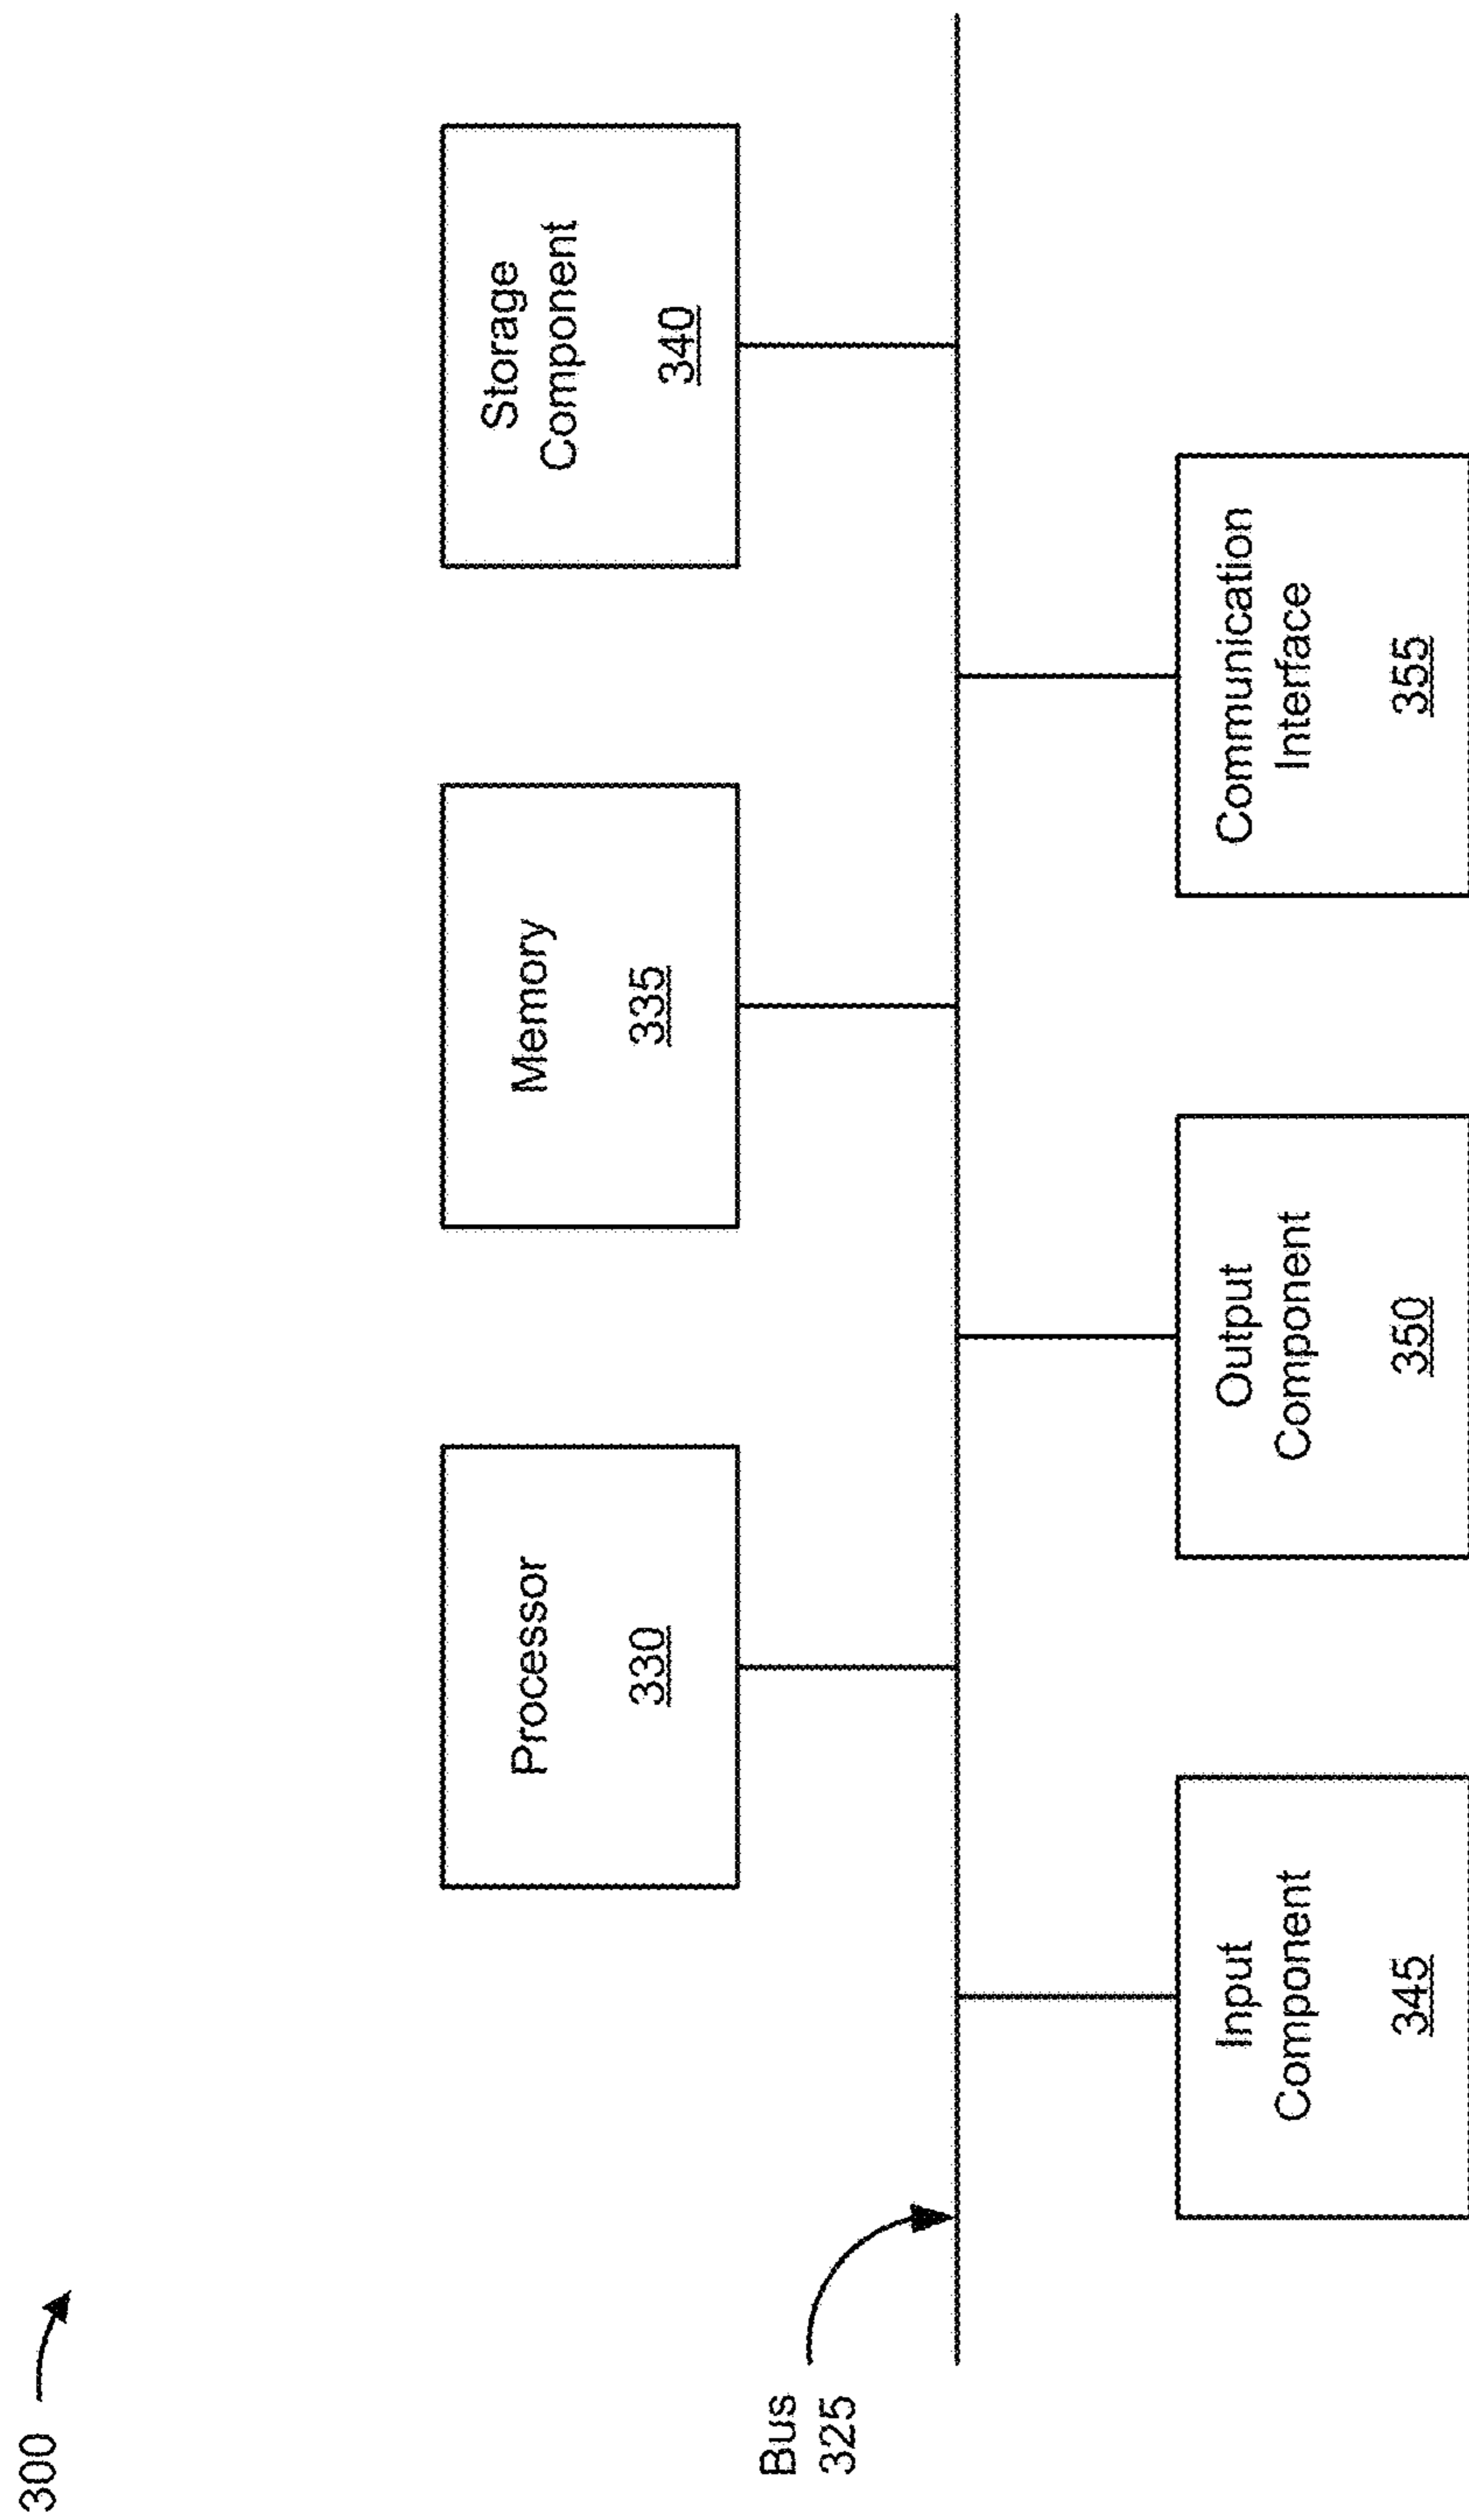 300
Processor
330
Memory
335
Storage
Component
340
Bus
325
Input
Component
345
Output
Component
350
Communication
Interface
355